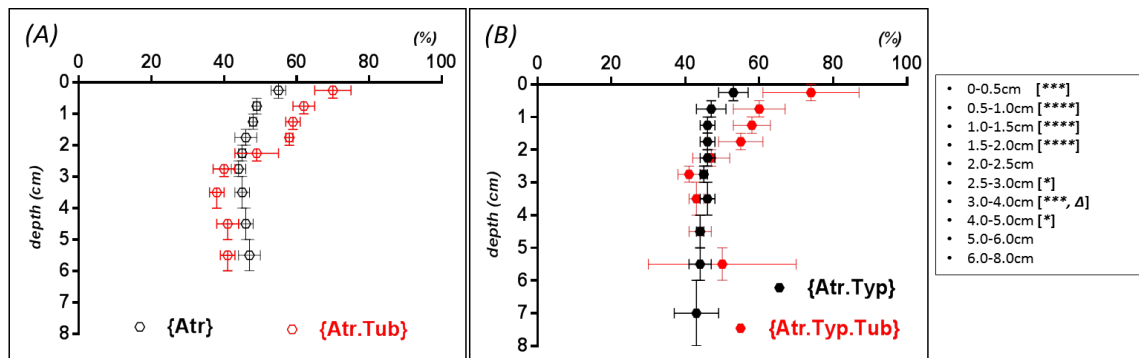 (A)
(%)
0 20 40 60 80 100
0
1
2
3
4
5
6
7
8
depth (cm)
{Atr}
{Atr.Tub}
(B)
(%)
0 20 40 60 80 100
0
1
2
3
4
5
6
7
8
depth (cm)
{Atr.Typ}
{Atr.Typ.Tub}
• 0-0.5cm [***]
• 0.5-1.0cm [****]
• 1.0-1.5cm [****]
• 1.5-2.0cm [****]
• 2.0-2.5cm
• 2.5-3.0cm [*]
• 3.0-4.0cm [***, Δ]
• 4.0-5.0cm [*]
• 5.0-6.0cm
• 6.0-8.0cm